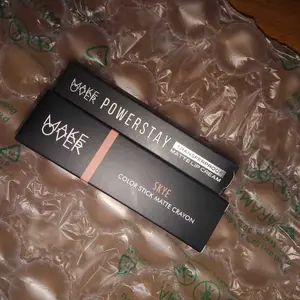 MAKE
OVER
POWERSTAY
MATTE LIP CREAM
MAKE
OVER
SKYE
COLOR STICK MATTE CRAYON